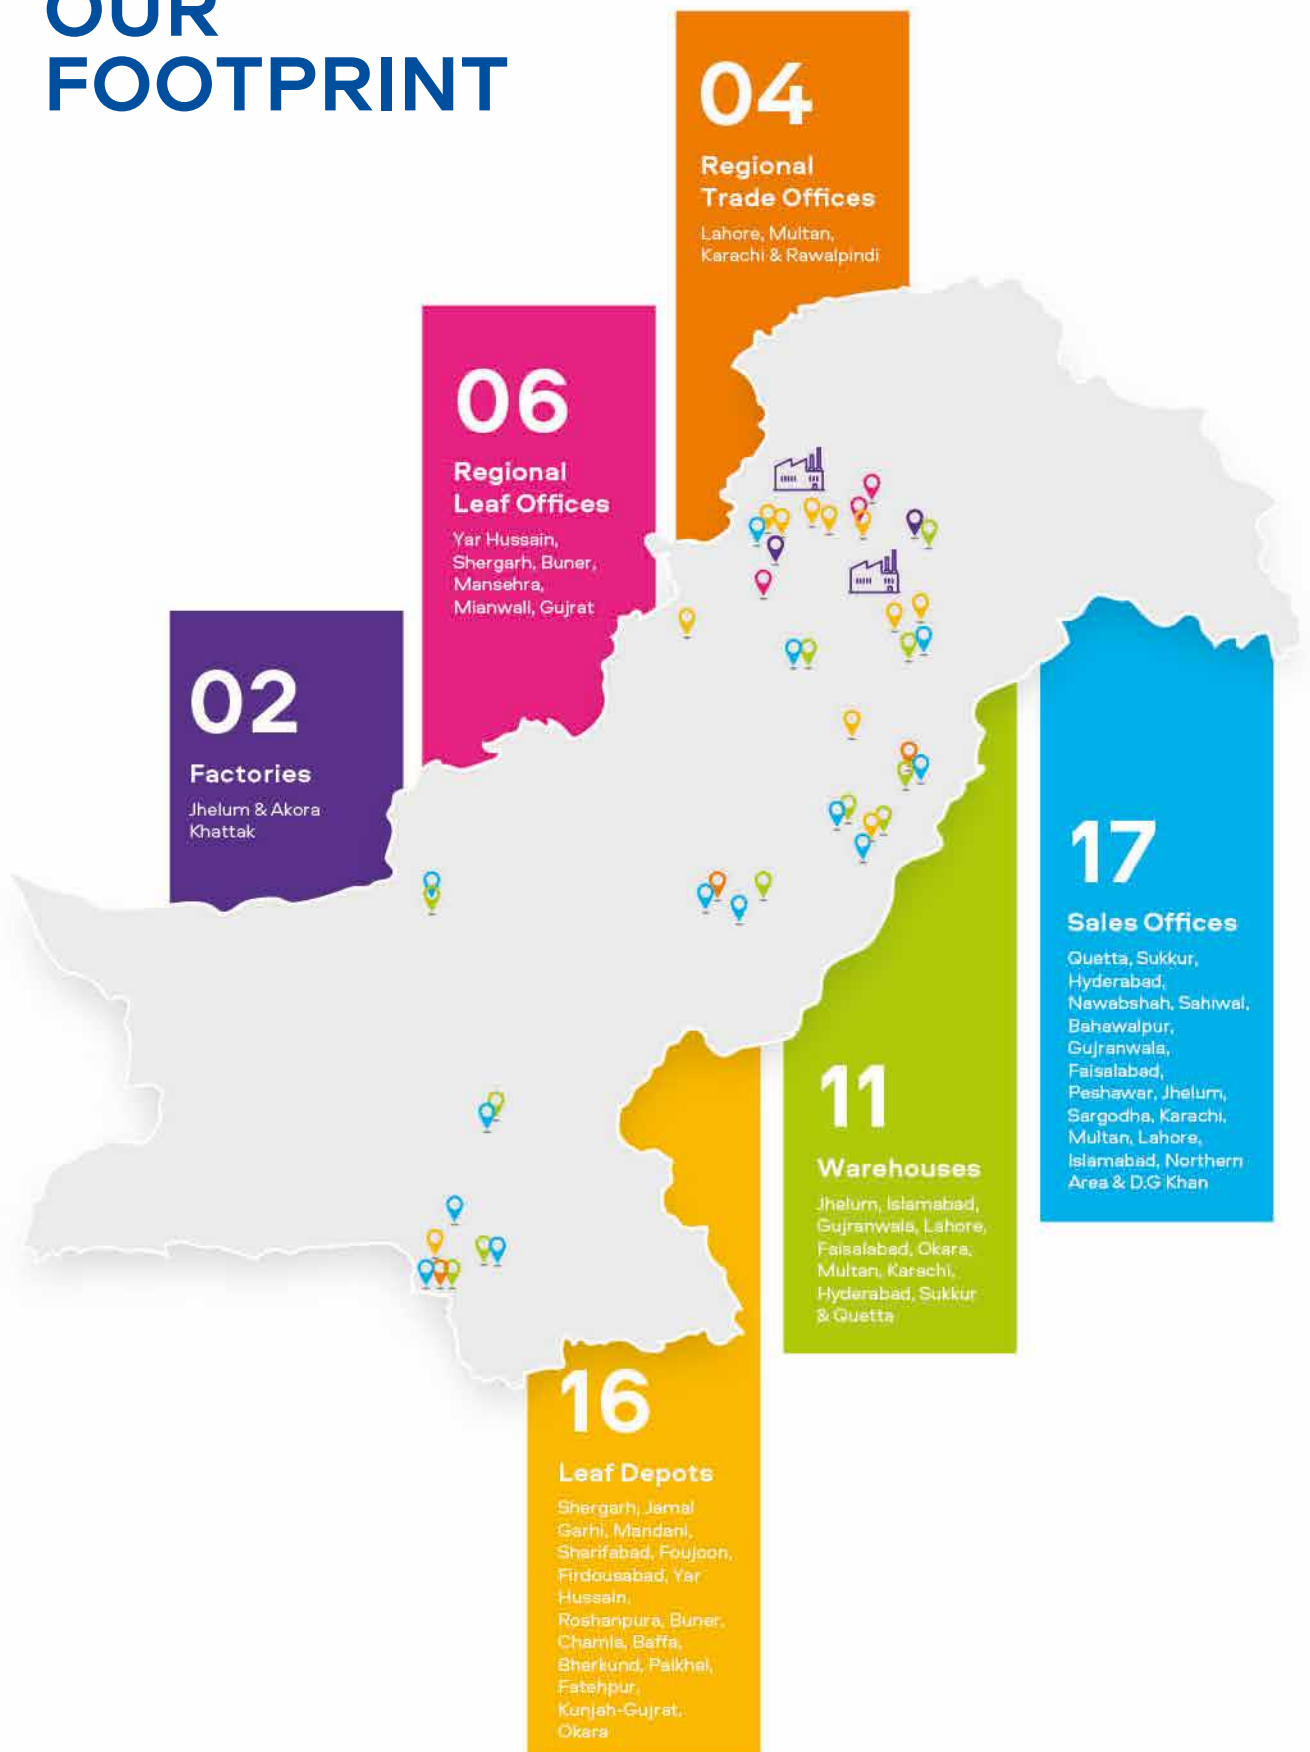 OUR
FOOTPRINT
04
Regional
Trade Offices
Lahore, Multan,
Karachi & Rawalpindi
06
Regional
Leaf Offices
Yar Hussain,
Shergarh, Buner,
Mansehra,
Mianwali, Gujrat
02
Factories
Jhelum & Akora
Khattak
17
Sales Offices
Quetta, Sukkur,
Hyderabad,
Nawabshah, Sahiwal,
Bahawalpur,
Gujranwala,
Faisalabad,
Peshawar, Jhelum,
Sargodha, Karachi,
Multan, Lahore,
Islamabad, Northern
Area & D.G Khan
11
Warehouses
Jhelum, Islamabad,
Gujranwala, Lahore,
Faisalabad, Okara,
Multan, Karachi,
Hyderabad, Sukkur
& Quetta
16
Leaf Depots
Shergarh, Jamal
Garhi, Mandani,
Sharifabad, Foujoon,
Firdousabad, Yar
Hussain,
Roshanpura, Buner,
Chamla, Baffa,
Bherkund, Paikhel,
Fatehpur,
Kunjah-Gujrat,
Okara